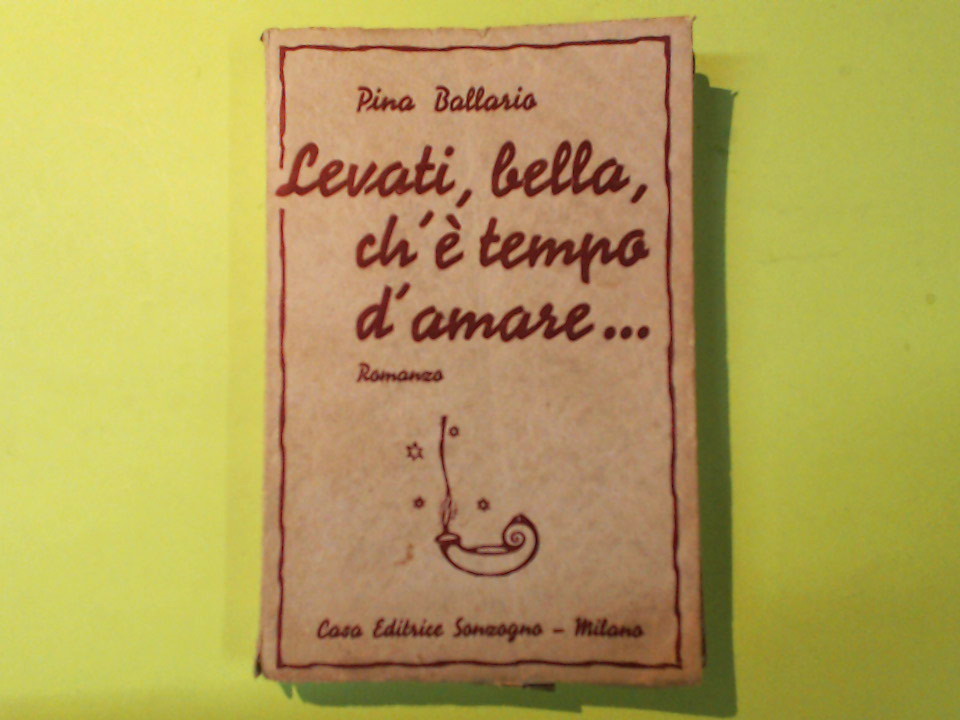 Pina Ballario
Levati, bella,
ch'è tempo
d'amare...
Romanzo
Casa Editrice Sonzogno - Milano